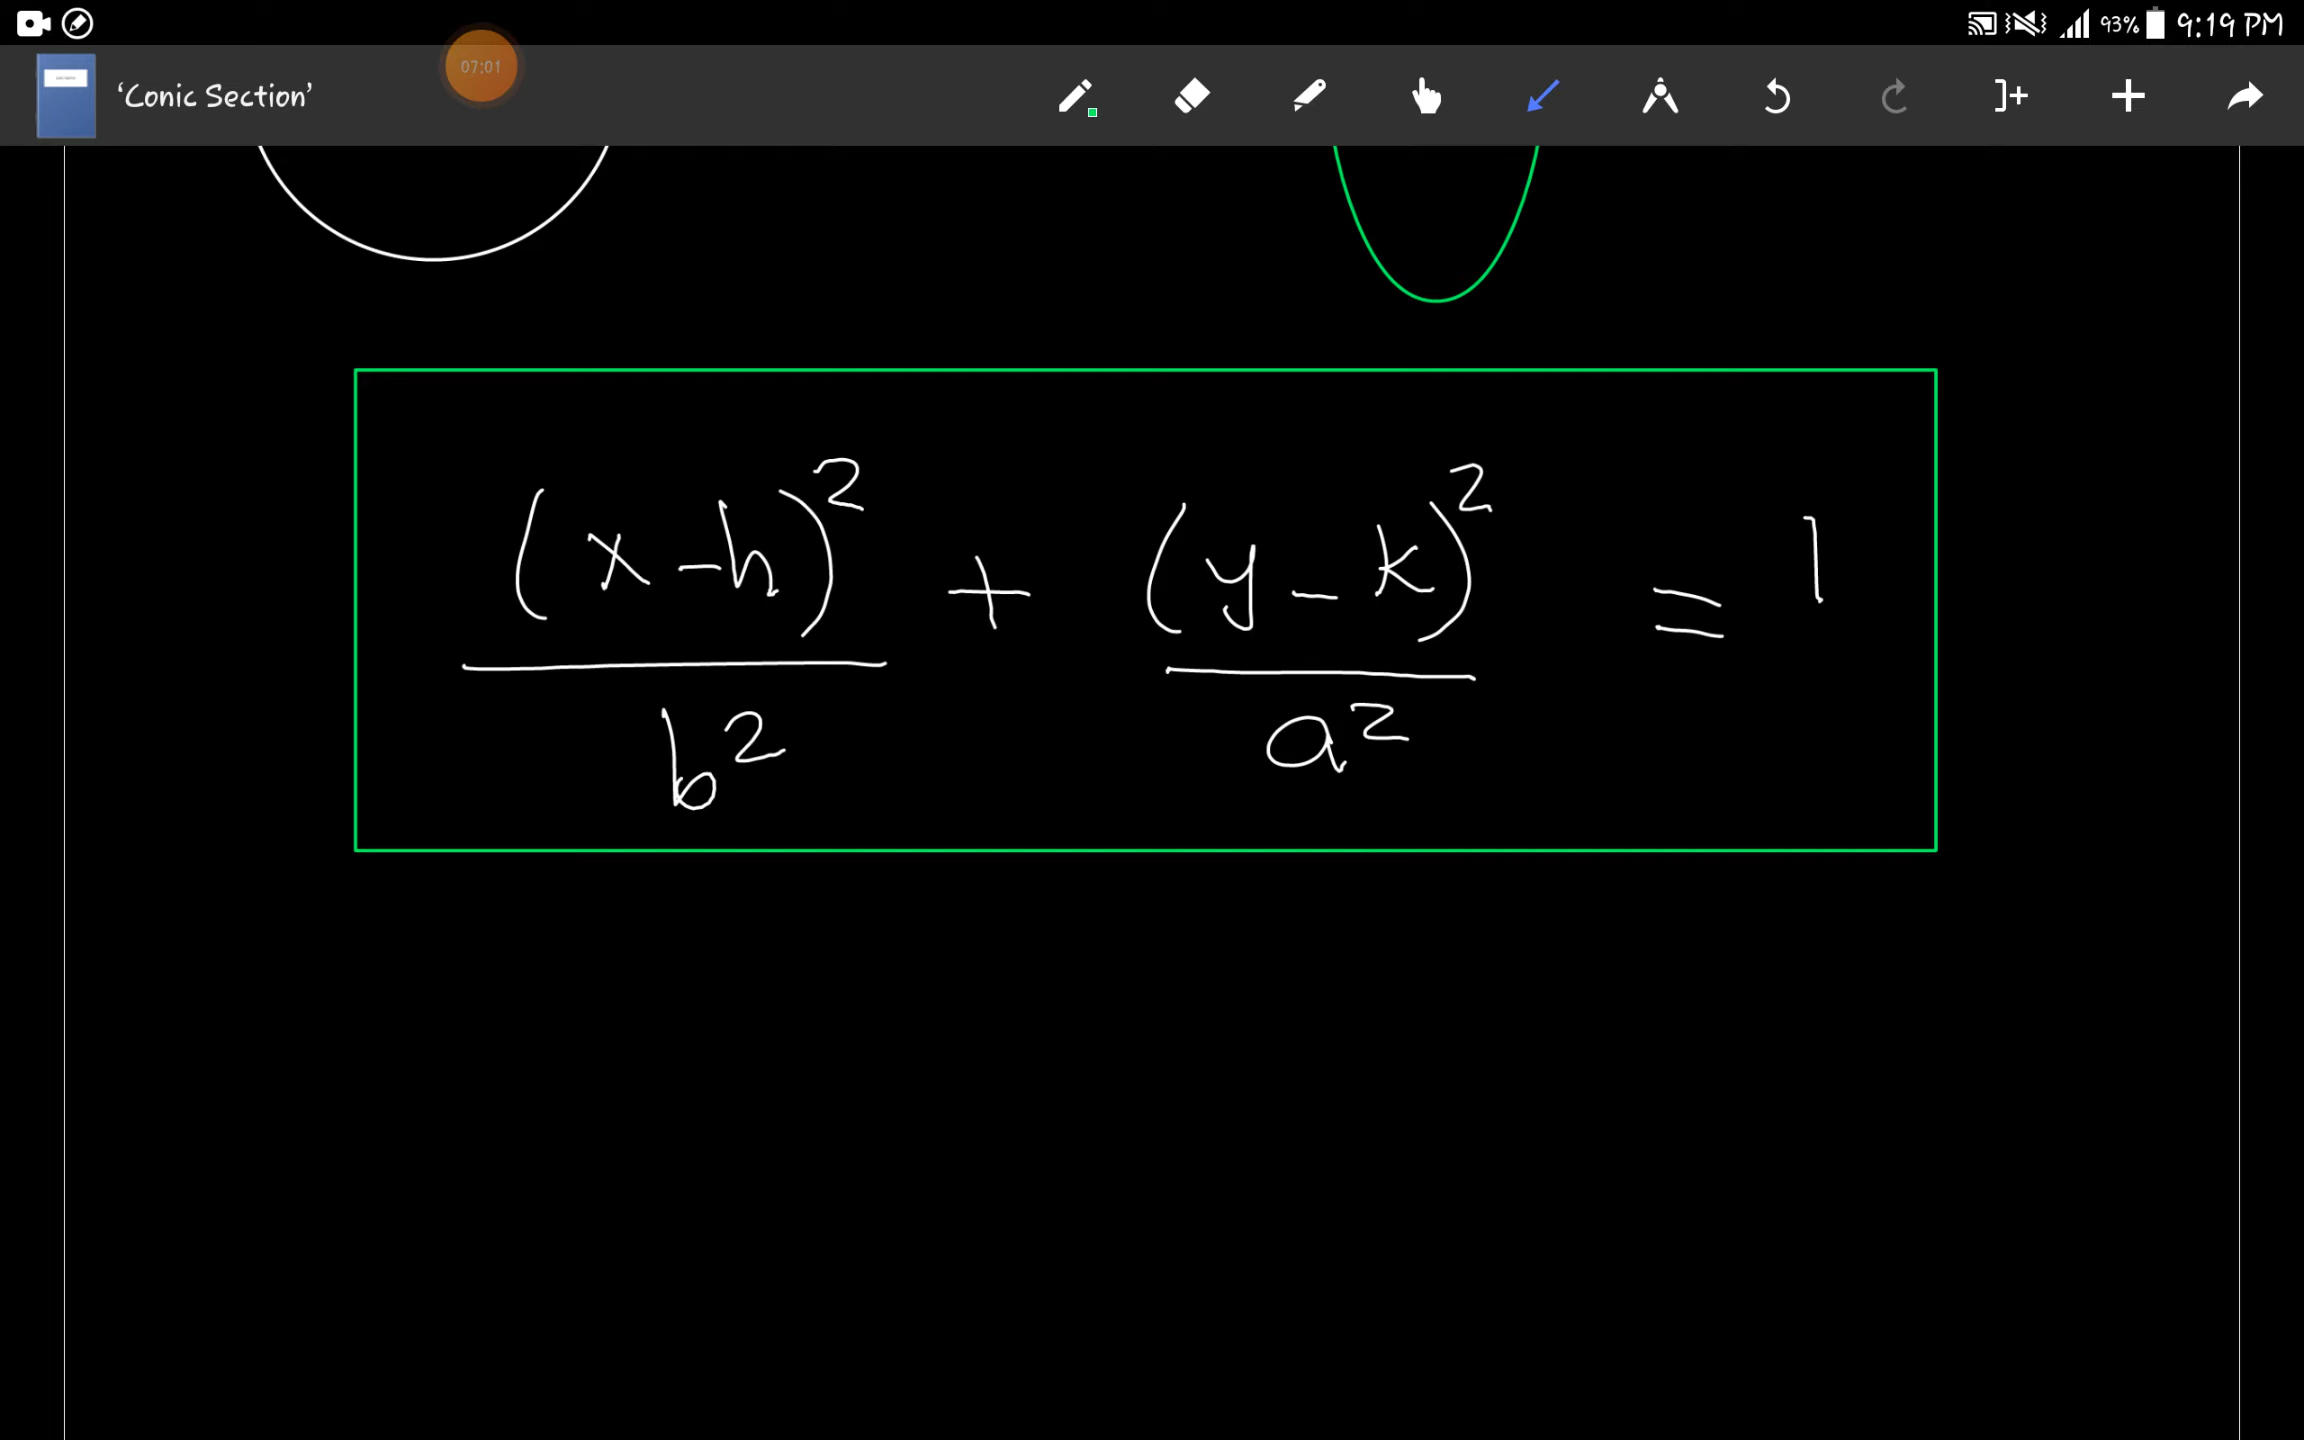 93% 9:19 PM
'Conic Section' 07:01
(x-h)² / b² + (y-k)² / a² = 1